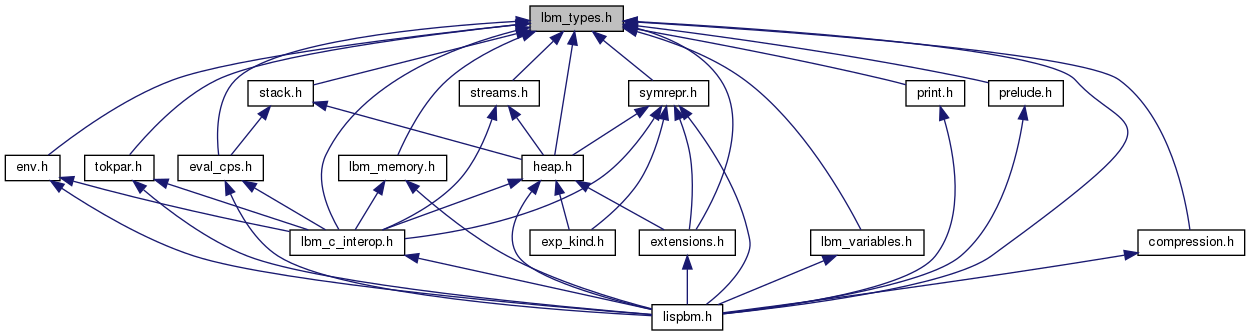 lbm_types.h
stack.h
streams.h
symrepr.h
print.h
prelude.h
env.h
tokpar.h
eval_cps.h
lbm_memory.h
heap.h
lbm_c_interop.h
exp_kind.h
extensions.h
lbm_variables.h
compression.h
lispbm.h